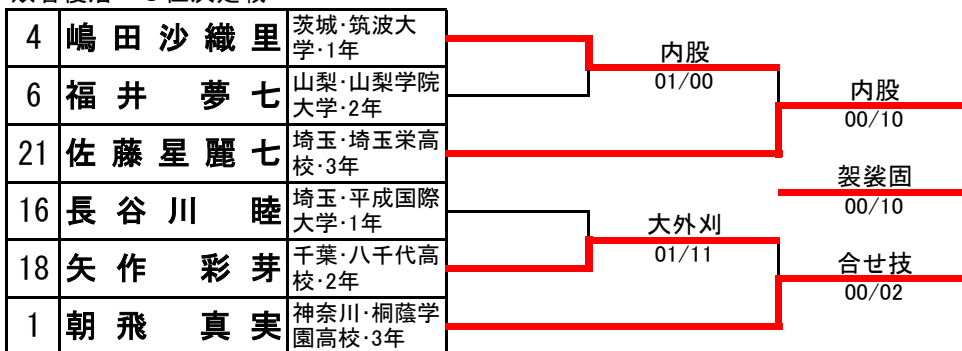 4 嶋田沙織里 茨城・筑波大
学・1年
内股
01/00
6 福井 夢七 山梨・山梨学院
大学・2年
内股
00/10
21 佐藤星麗七 埼玉・埼玉栄高
校・3年
袈裟固
00/10
16 長谷川 睦 埼玉・平成国際
大学・1年
大外刈
01/11
18 矢作 彩芽 千葉・八千代高
校・2年
合せ技
00/02
1 朝飛 真実 神奈川・桐蔭学
園高校・3年